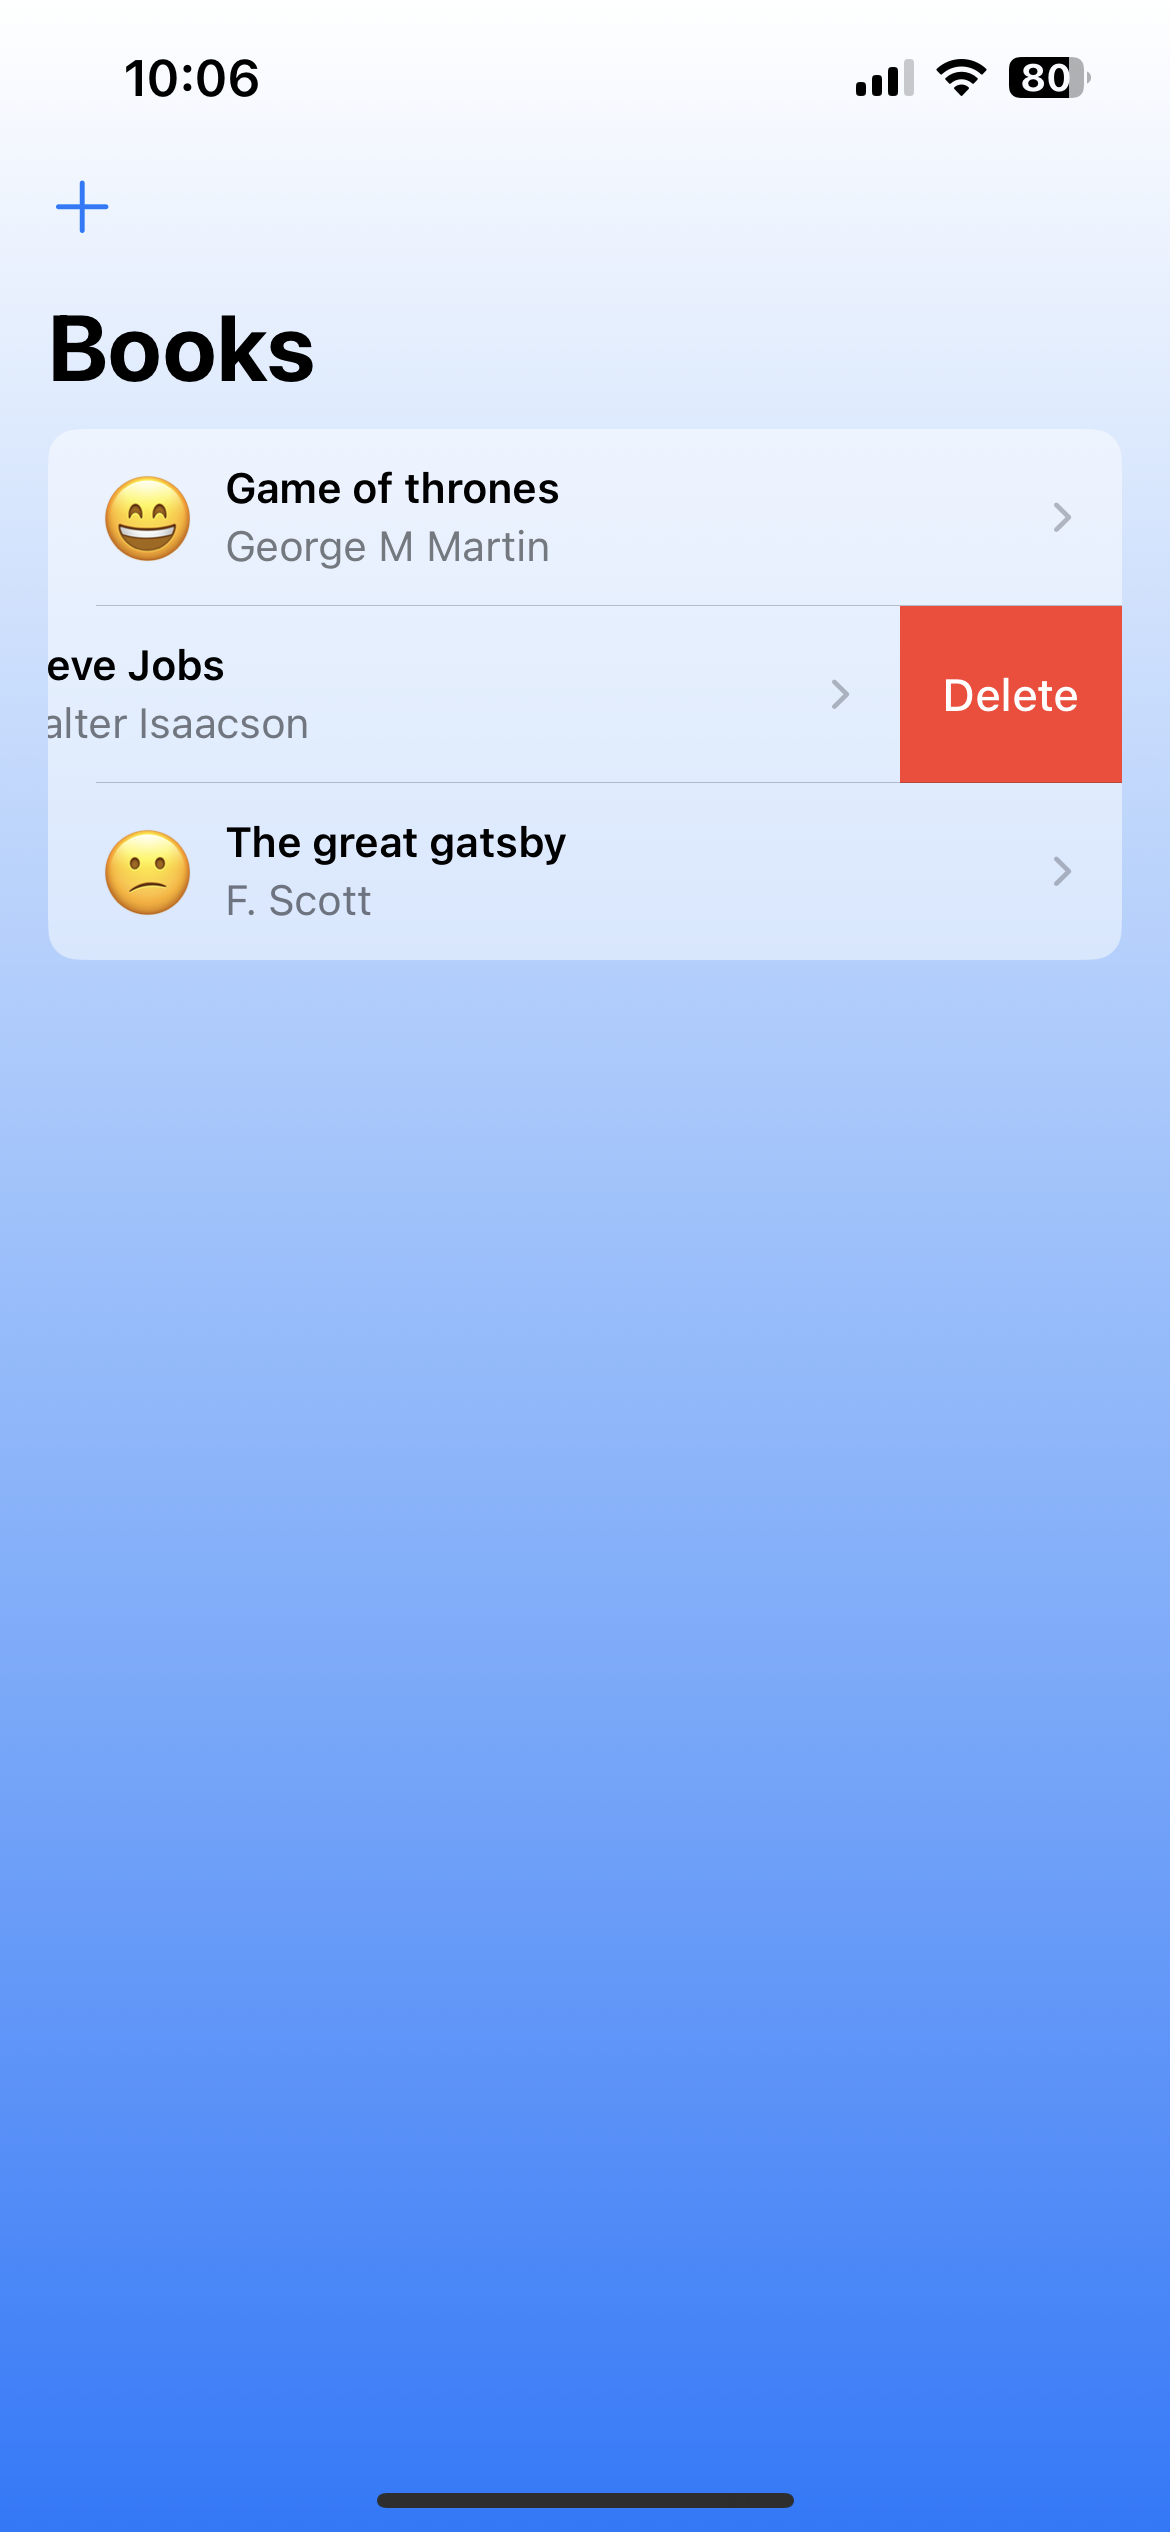 10:06
80
Books
Game of thrones
George M Martin
eve Jobs
alter Isaacson
Delete
The great gatsby
F. Scott